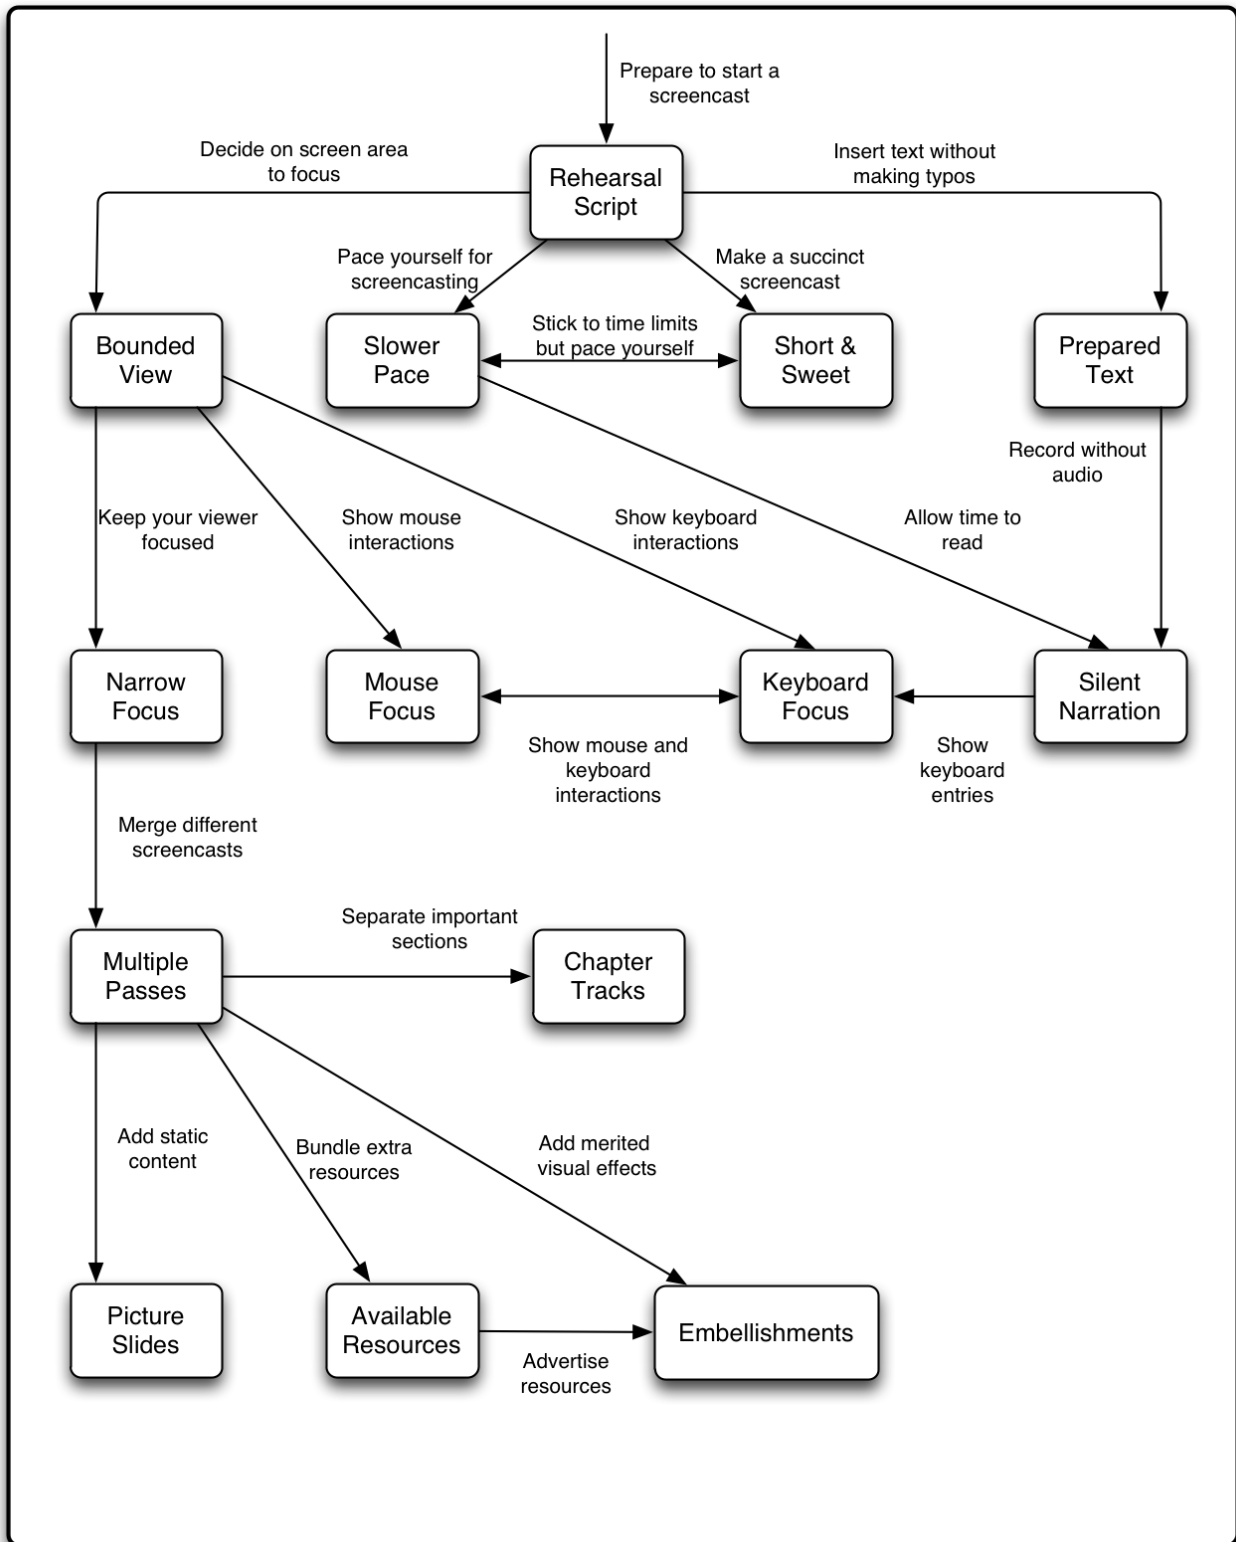 Prepare to start a
screencast
Decide on screen area
to focus
Insert text without
making typos
Rehearsal
Script
Pace yourself for
screencasting
Make a succinct
screencast
Bounded
View
Slower
Pace
Stick to time limits
but pace yourself
Short &
Sweet
Prepared
Text
Record without
audio
Keep your viewer
focused
Show mouse
interactions
Show keyboard
interactions
Allow time to
read
Narrow
Focus
Mouse
Focus
Keyboard
Focus
Silent
Narration
Show mouse and
keyboard
interactions
Show
keyboard
entries
Merge different
screencasts
Separate important
sections
Multiple
Passes
Chapter
Tracks
Add static
content
Bundle extra
resources
Add merited
visual effects
Picture
Slides
Available
Resources
Embellishments
Advertise
resources